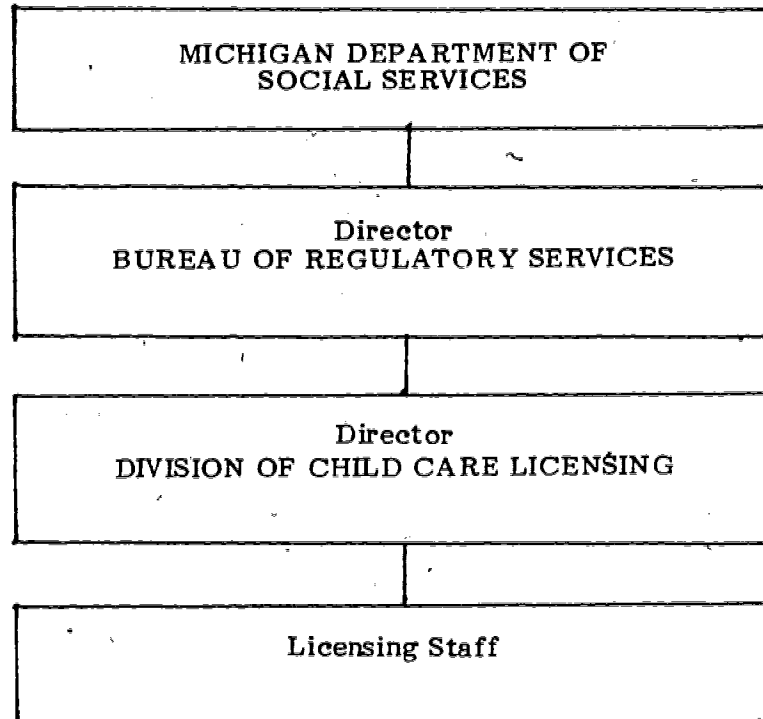 MICHIGAN DEPARTMENT OF
SOCIAL SERVICES
Director
BUREAU OF REGULATORY SERVICES
Director
DIVISION OF CHILD CARE LICENSING
Licensing Staff